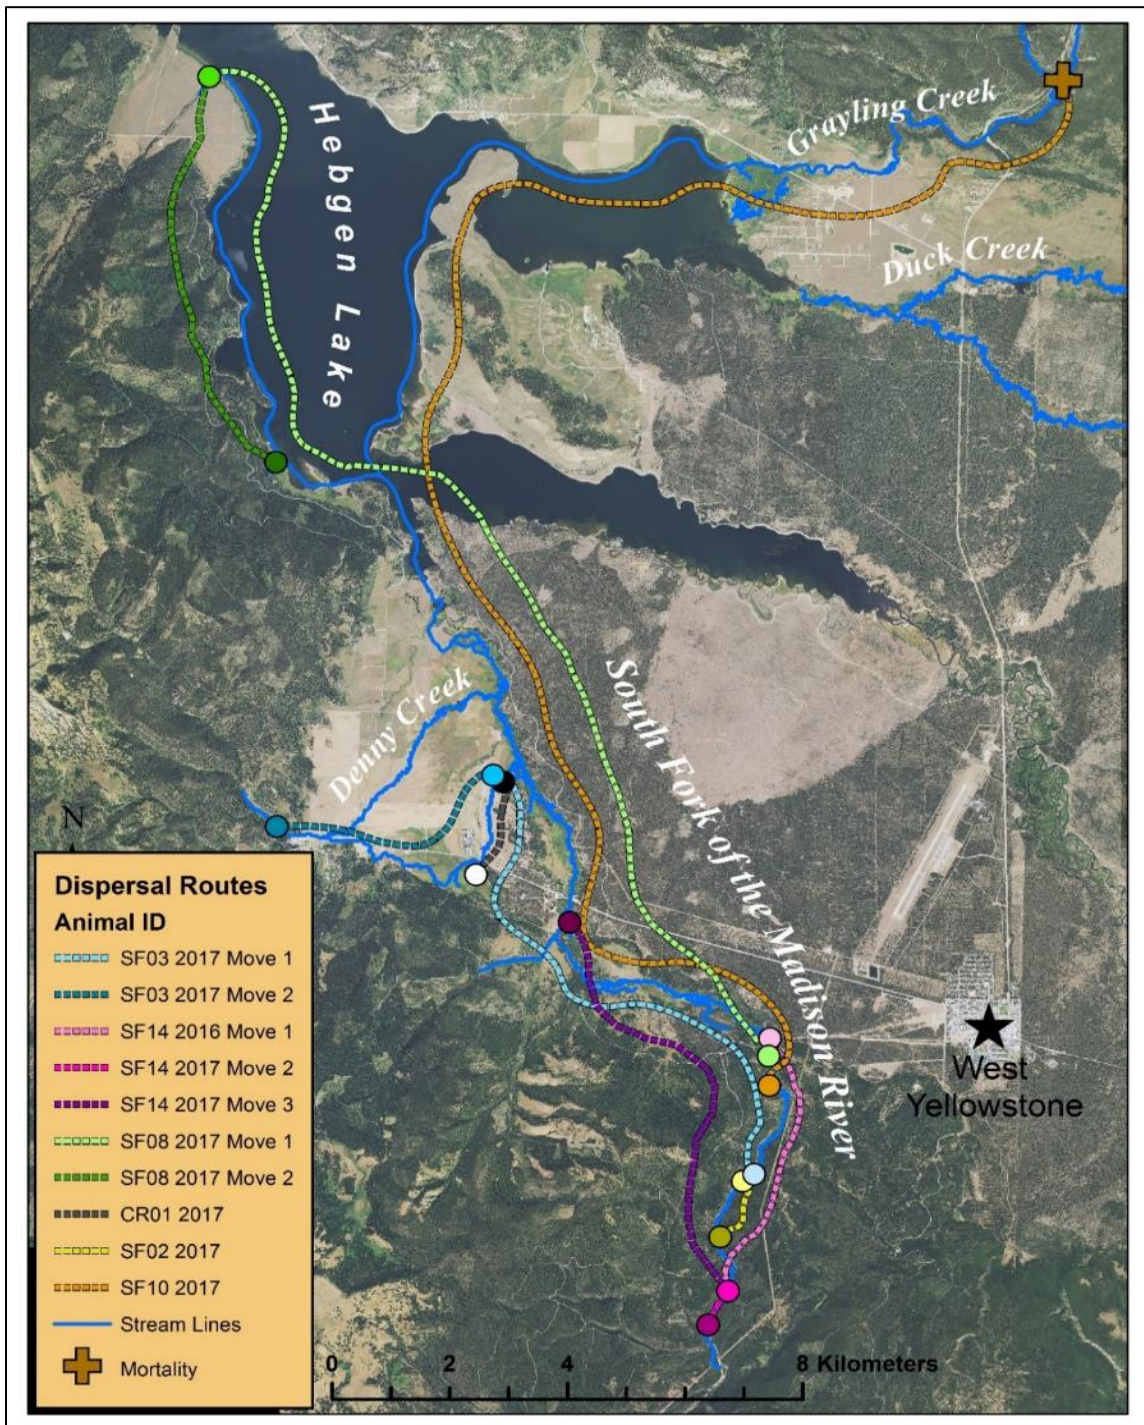 Hebgen Lake
Grayling Creek
Duck Creek
Denny Creek
South Fork of the Madison River
West
Yellowstone
N
Dispersal Routes
Animal ID
SF03 2017 Move 1
SF03 2017 Move 2
SF14 2016 Move 1
SF14 2017 Move 2
SF14 2017 Move 3
SF08 2017 Move 1
SF08 2017 Move 2
CR01 2017
SF02 2017
SF10 2017
Stream Lines
Mortality
0 2 4 8 Kilometers